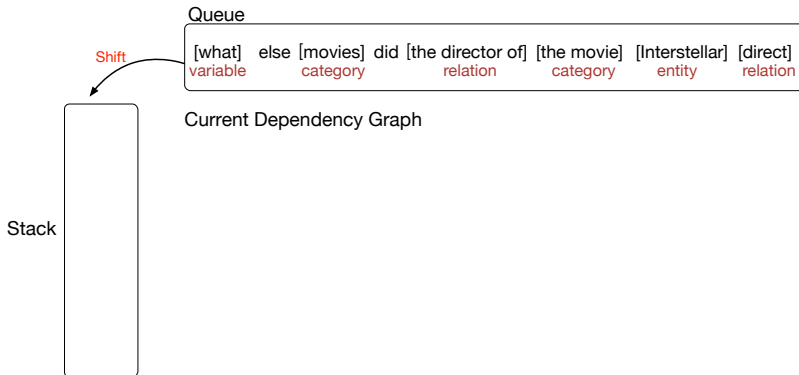 Queue
Shift
[what] else [movies] did [the director of] [the movie] [Interstellar] [direct]
variable category relation category entity relation
Current Dependency Graph
Stack